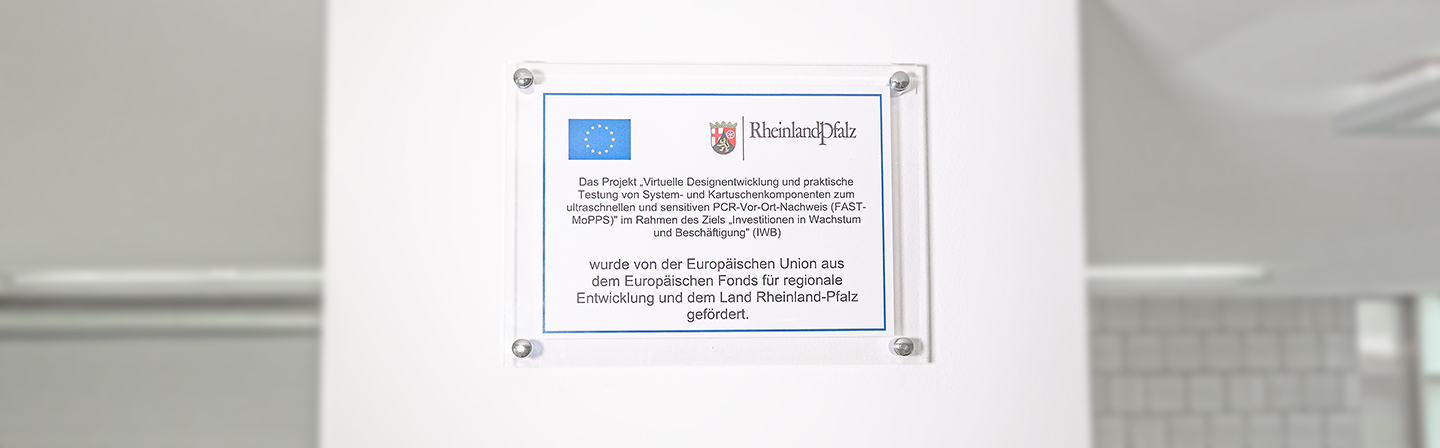 RheinlandPfalz
Das Projekt „Virtuelle Designentwicklung und praktische
Testung von System- und Kartuschenkomponenten zum
ultraschnellen und sensitiven PCR-Vor-Ort-Nachweis (FAST-
MoPPS)" im Rahmen des Ziels „Investitionen in Wachstum
und Beschäftigung" (IWB)
wurde von der Europäischen Union aus
dem Europäischen Fonds für regionale
Entwicklung und dem Land Rheinland-Pfalz
gefördert.